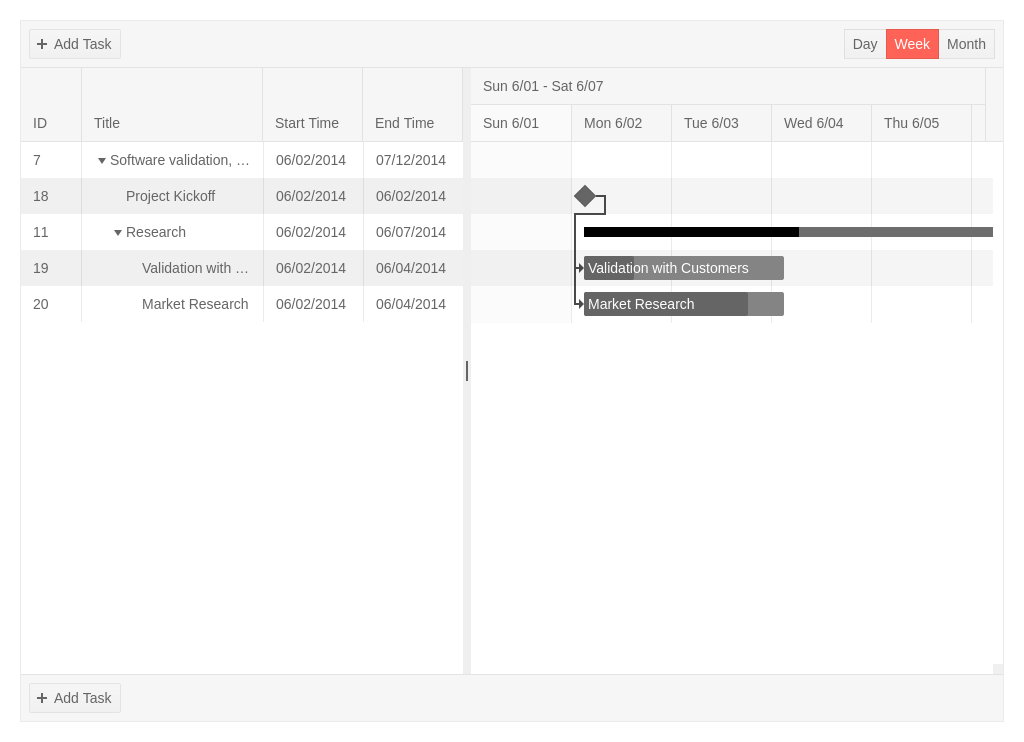 Add Task
Day Week Month
Sun 6/01 - Sat 6/07
ID Title Start Time End Time Sun 6/01 Mon 6/02 Tue 6/03 Wed 6/04 Thu 6/05
7 Software validation, … 06/02/2014 07/12/2014
18 Project Kickoff 06/02/2014 06/02/2014
11 Research 06/02/2014 06/07/2014
19 Validation with … 06/02/2014 06/04/2014 Validation with Customers
20 Market Research 06/02/2014 06/04/2014 Market Research
Add Task